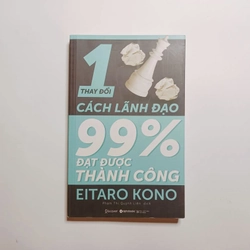 1
THAY ĐỔI
CÁCH LÃNH ĐẠO
99%
ĐẠT ĐƯỢC
THÀNH CÔNG
EITARO KONO